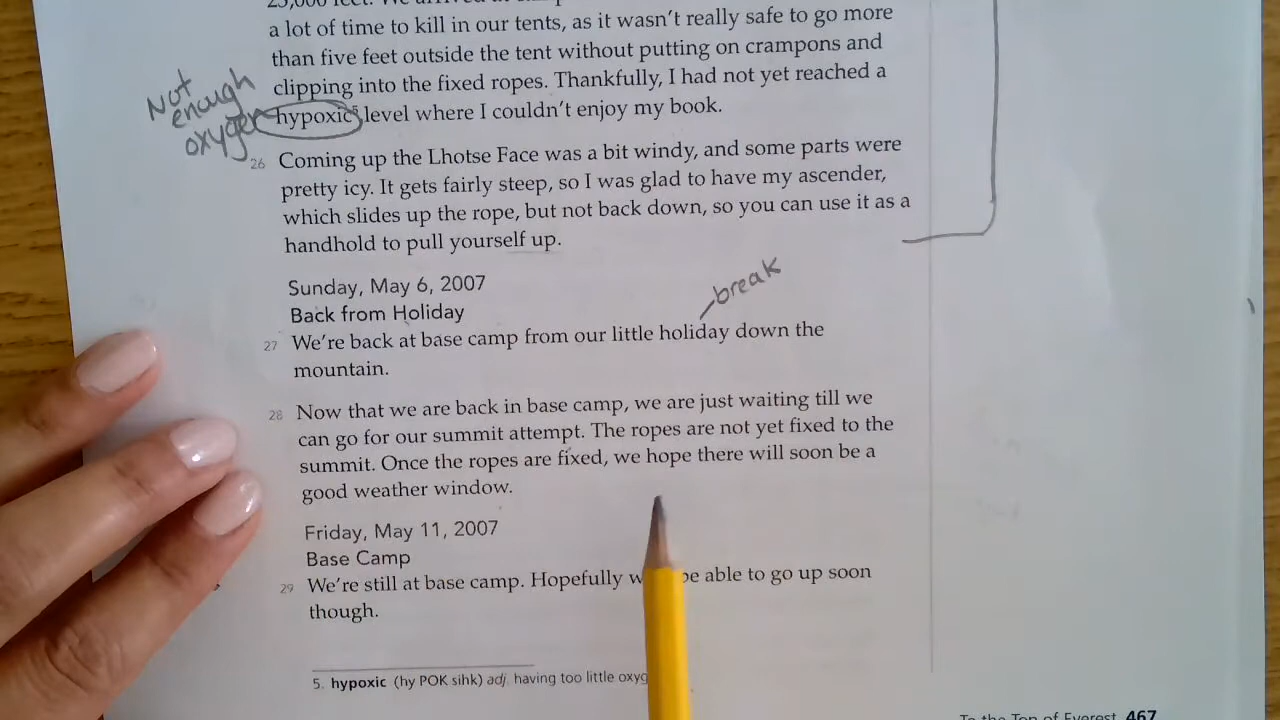 a lot of time to kill in our tents, as it wasn't really safe to go more
than five feet outside the tent without putting on crampons and
clipping into the fixed ropes. Thankfully, I had not yet reached a
hypoxic5 level where I couldn't enjoy my book.
Not
enough
oxygen
26 Coming up the Lhotse Face was a bit windy, and some parts were
pretty icy. It gets fairly steep, so I was glad to have my ascender,
which slides up the rope, but not back down, so you can use it as a
handhold to pull yourself up.
Sunday, May 6, 2007
Back from Holiday
break
27 We're back at base camp from our little holiday down the
mountain.
28 Now that we are back in base camp, we are just waiting till we
can go for our summit attempt. The ropes are not yet fixed to the
summit. Once the ropes are fixed, we hope there will soon be a
good weather window.
Friday, May 11, 2007
Base Camp
29 We're still at base camp. Hopefully be able to go up soon
though.
5. hypoxic (hy POK sihk) adj. having too little
To the Top of Everest 467